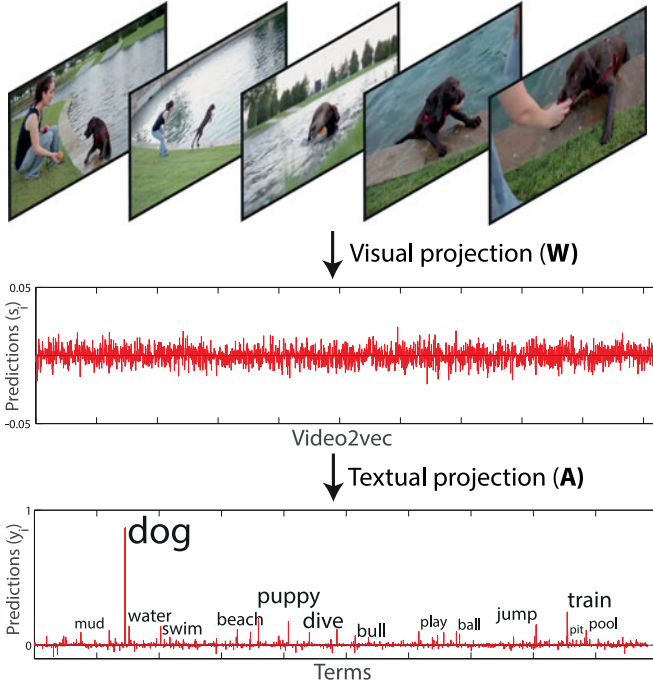 Visual projection (W)
0.05
Predictions (s_i)
-0.05
Video2vec
Textual projection (A)
1
Predictions (y_i)
0
dog
mud
water
swim
beach
puppy
dive
bull
play
ball
jump
train
pit
pool
Terms